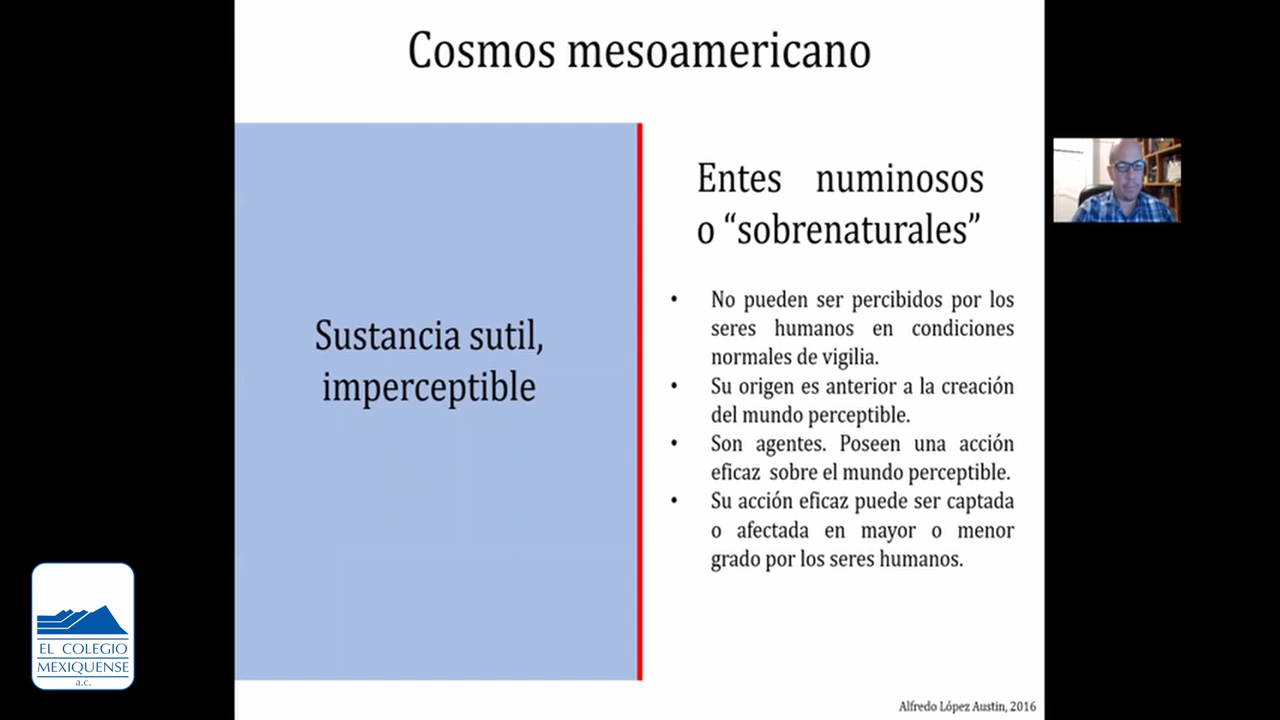 Cosmos mesoamericano
Sustancia sutil,
imperceptible
Entes numinosos
o “sobrenaturales”
• No pueden ser percibidos por los
seres humanos en condiciones
normales de vigilia.
• Su origen es anterior a la creación
del mundo perceptible.
• Son agentes. Poseen una acción
eficaz sobre el mundo perceptible.
• Su acción eficaz puede ser captada
o afectada en mayor o menor
grado por los seres humanos.
Alfredo López Austin, 2016
EL COLEGIO
MEXIQUENSE
a.c.